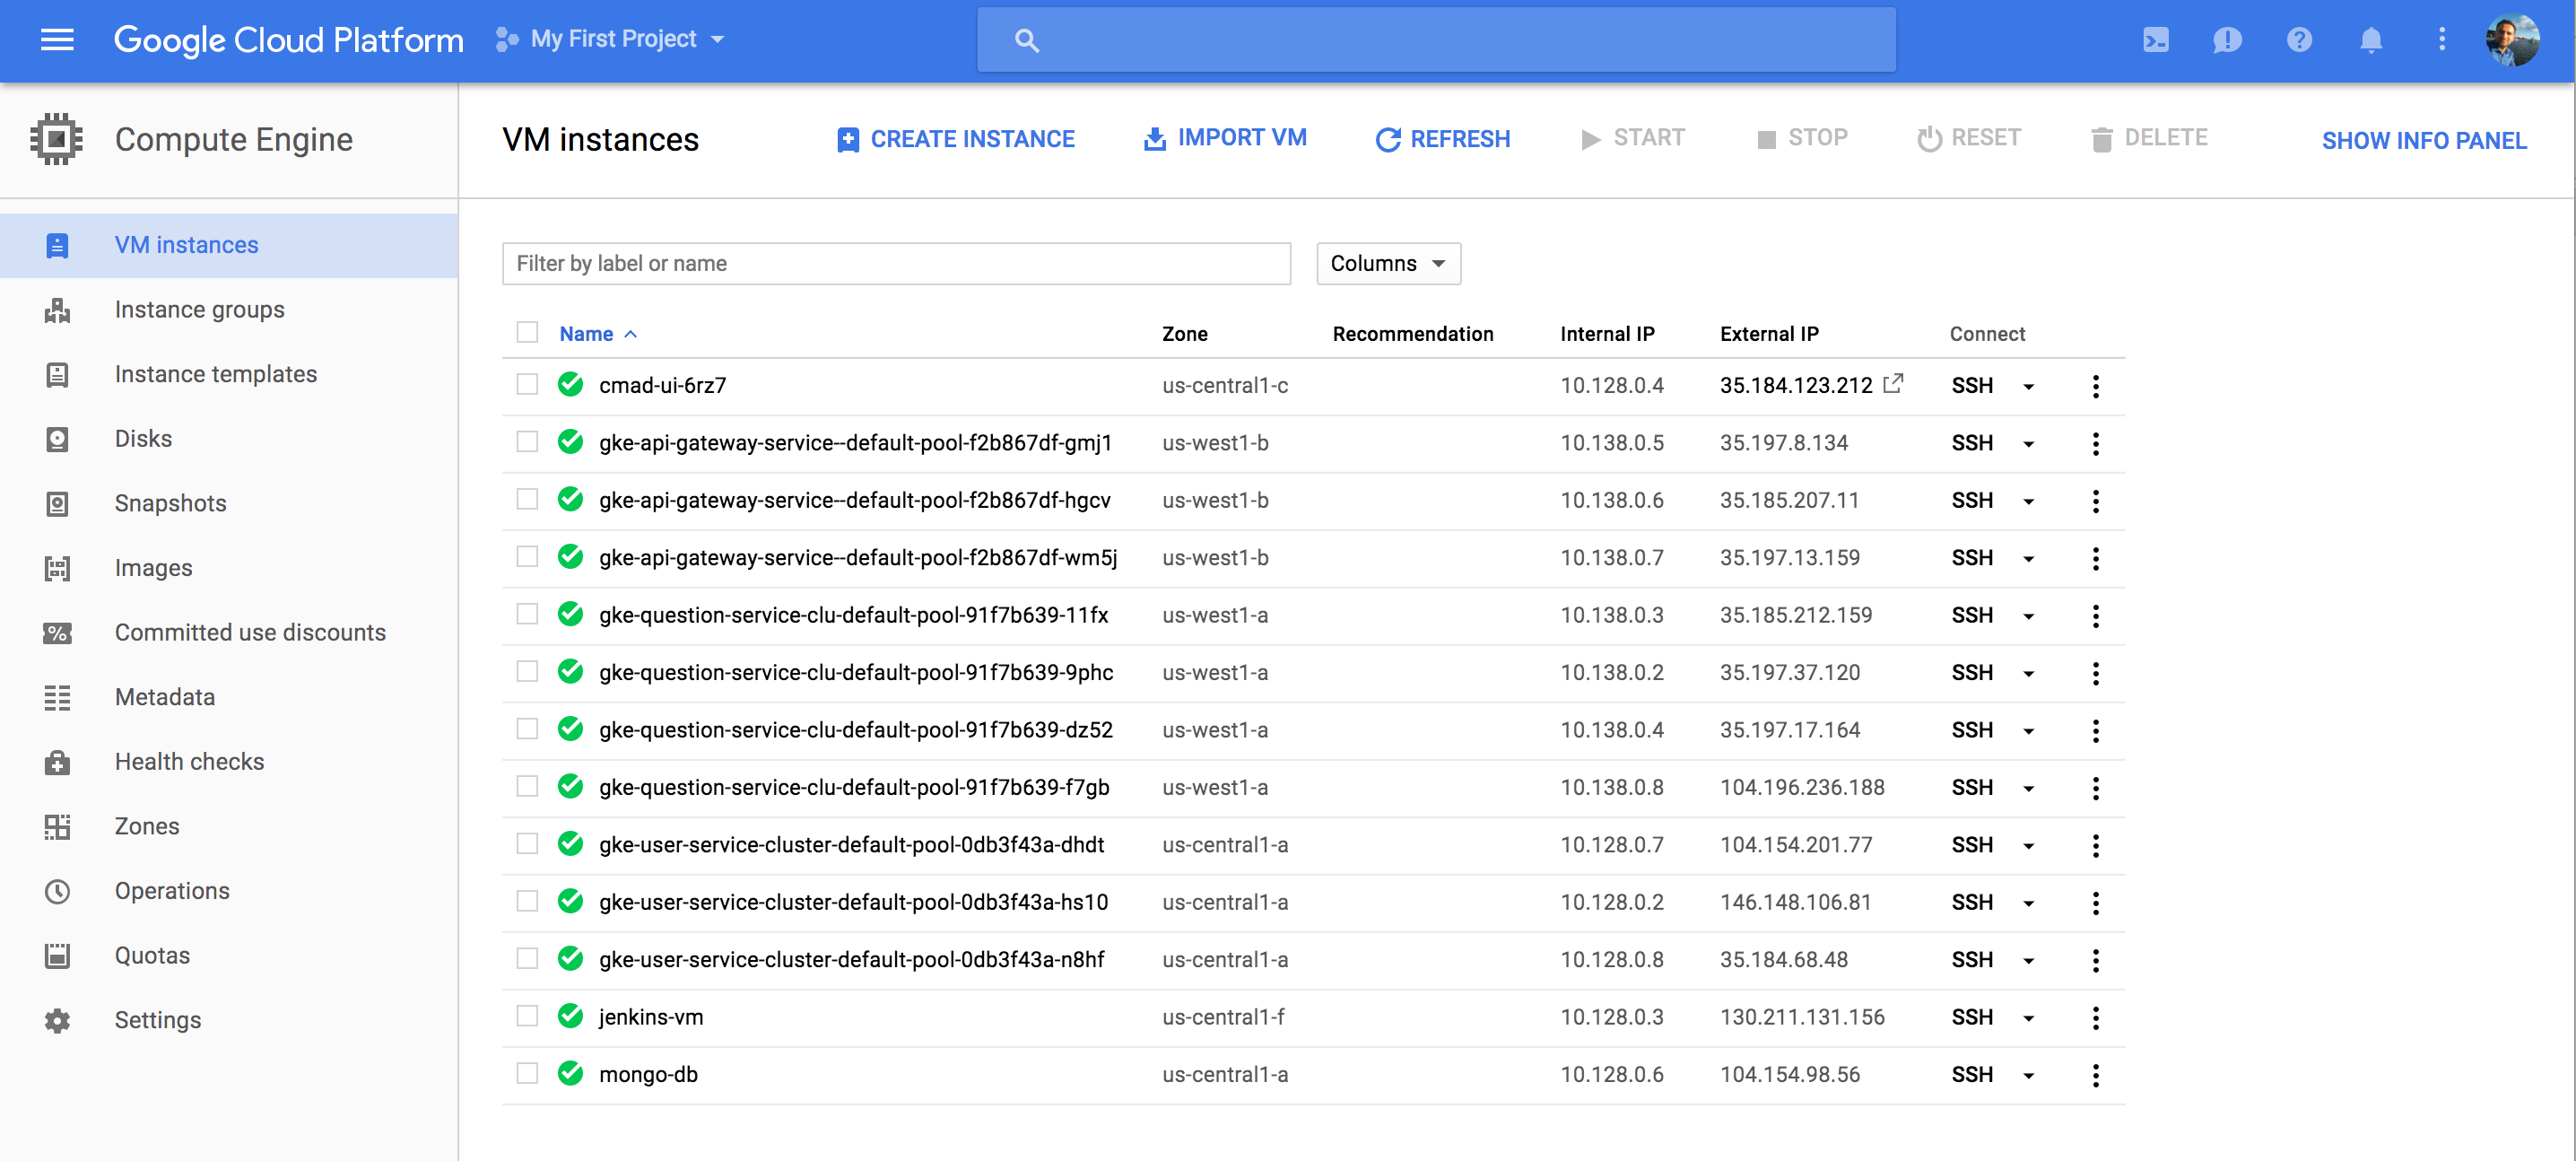 Google Cloud Platform My First Project
Compute Engine
VM instances CREATE INSTANCE IMPORT VM REFRESH START STOP RESET DELETE SHOW INFO PANEL
VM instances
Instance groups
Instance templates
Disks
Snapshots
Images
Committed use discounts
Metadata
Health checks
Zones
Operations
Quotas
Settings
Filter by label or name Columns
Name Zone Recommendation Internal IP External IP Connect
cmad-ui-6rz7 us-central1-c 10.128.0.4 35.184.123.212 SSH
gke-api-gateway-service--default-pool-f2b867df-gmj1 us-west1-b 10.138.0.5 35.197.8.134 SSH
gke-api-gateway-service--default-pool-f2b867df-hgcv us-west1-b 10.138.0.6 35.185.207.11 SSH
gke-api-gateway-service--default-pool-f2b867df-wm5j us-west1-b 10.138.0.7 35.197.13.159 SSH
gke-question-service-clu-default-pool-91f7b639-11fx us-west1-a 10.138.0.3 35.185.212.159 SSH
gke-question-service-clu-default-pool-91f7b639-9phc us-west1-a 10.138.0.2 35.197.37.120 SSH
gke-question-service-clu-default-pool-91f7b639-dz52 us-west1-a 10.138.0.4 35.197.17.164 SSH
gke-question-service-clu-default-pool-91f7b639-f7gb us-west1-a 10.138.0.8 104.196.236.188 SSH
gke-user-service-cluster-default-pool-0db3f43a-dhdt us-central1-a 10.128.0.7 104.154.201.77 SSH
gke-user-service-cluster-default-pool-0db3f43a-hs10 us-central1-a 10.128.0.2 146.148.106.81 SSH
gke-user-service-cluster-default-pool-0db3f43a-n8hf us-central1-a 10.128.0.8 35.184.68.48 SSH
jenkins-vm us-central1-f 10.128.0.3 130.211.131.156 SSH
mongo-db us-central1-a 10.128.0.6 104.154.98.56 SSH